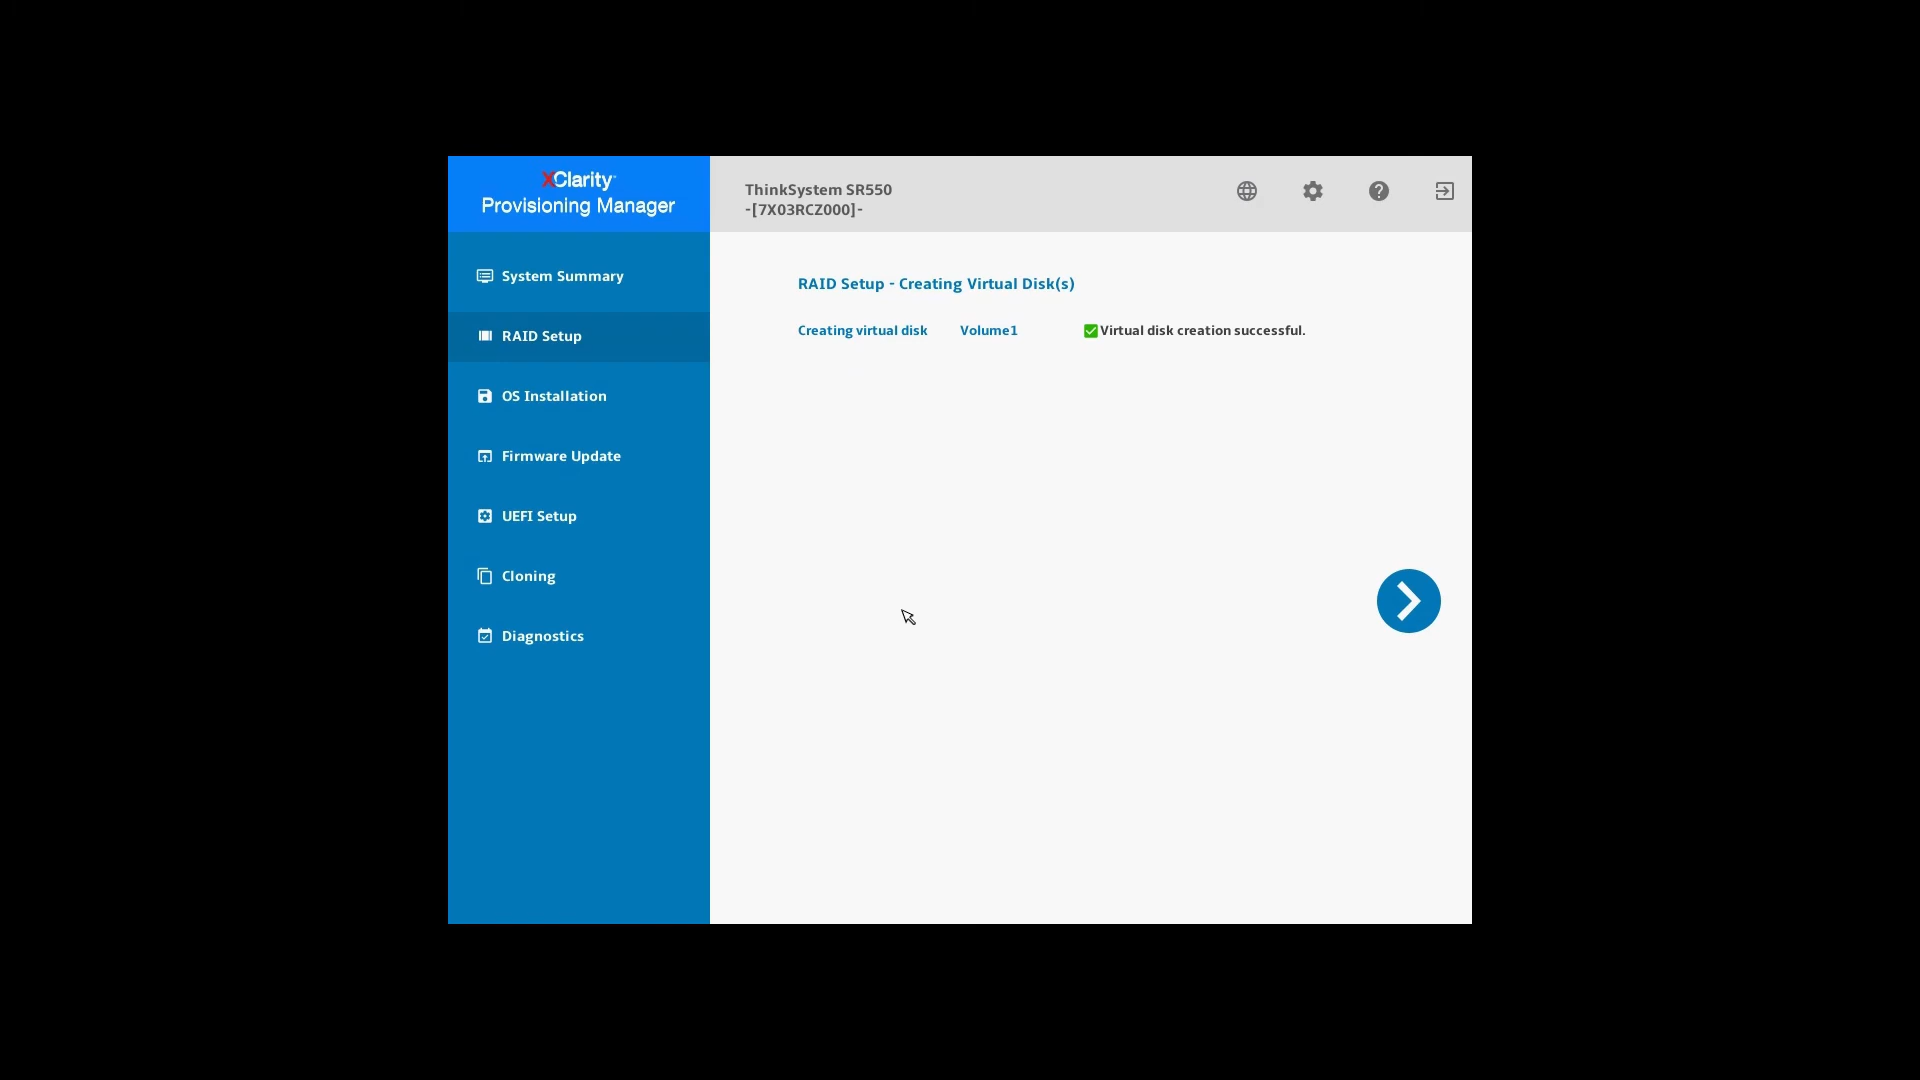 XClarity
Provisioning Manager
ThinkSystem SR550
-[7X03RCZ000]-
System Summary
RAID Setup
OS Installation
Firmware Update
UEFI Setup
Cloning
Diagnostics
RAID Setup - Creating Virtual Disk(s)
Creating virtual disk Volume1 Virtual disk creation successful.